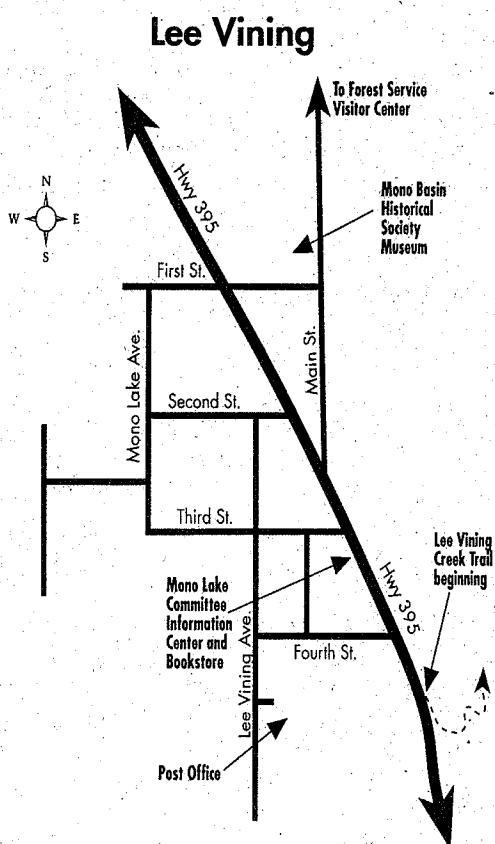 Lee Vining
To Forest Service
Visitor Center
Hwy 395
N
W E
S
Mono Basin
Historical
Society
Museum
First St.
Mono Lake Ave.
Main St.
Second St.
Third St.
Lee Vining
Creek Trail
beginning
Hwy 395
Mono Lake
Committee
Information
Center and
Bookstore
Lee Vining Ave.
Fourth St.
Post Office